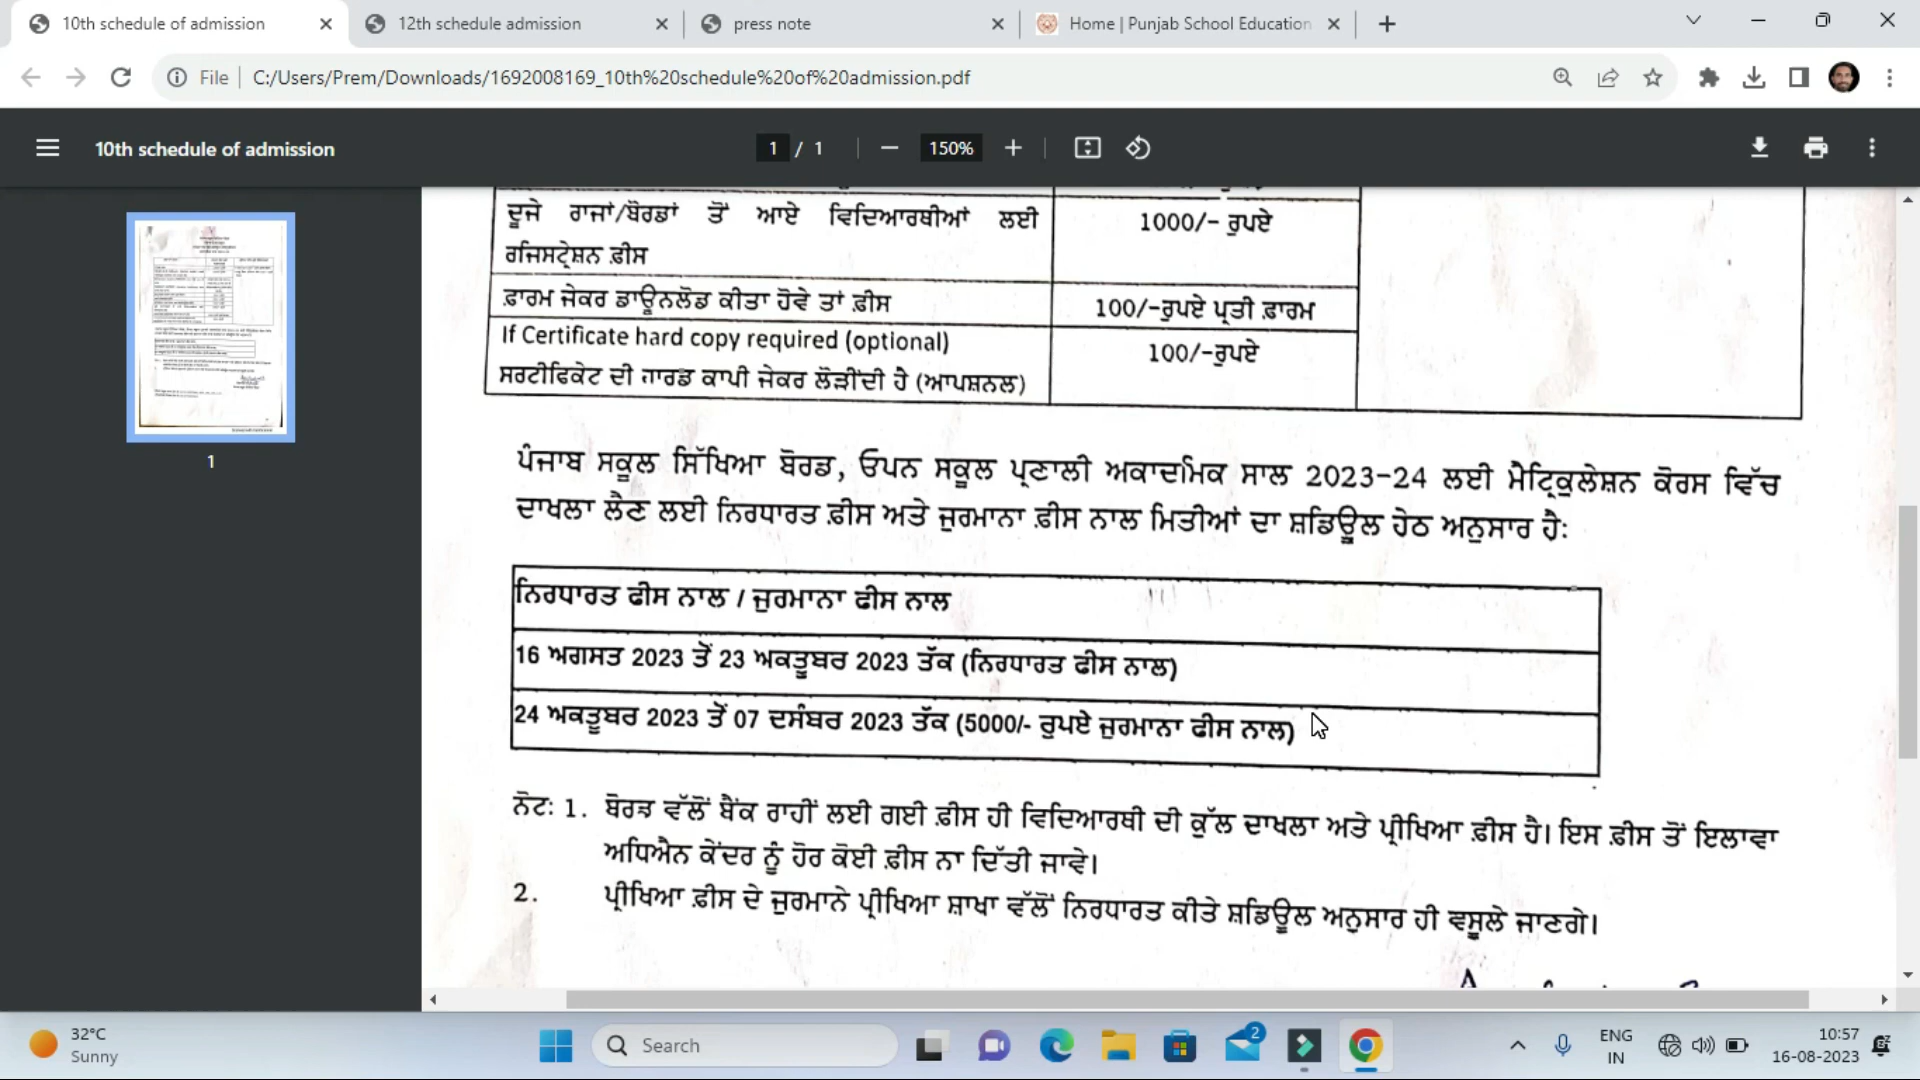 10th schedule of admission
12th schedule admission
press note
Home | Punjab School Education
File
C:/Users/Prem/Downloads/1692008169_10th%20schedule%20of%20admission.pdf
10th schedule of admission
1 / 1
150%
ਦੂਜੇ ਰਾਜਾਂ/ਬੋਰਡਾਂ ਤੋਂ ਆਏ ਵਿਦਿਆਰਥੀਆਂ ਲਈ
1000/- ਰੁਪਏ
ਰਜਿਸਟ੍ਰੇਸ਼ਨ ਫ਼ੀਸ
ਫ਼ਾਰਮ ਜੇਕਰ ਡਾਊਨਲੋਡ ਕੀਤਾ ਹੋਵੇ ਤਾਂ ਫ਼ੀਸ
100/-ਰੁਪਏ ਪ੍ਰਤੀ ਫ਼ਾਰਮ
If Certificate hard copy required (optional)
100/-ਰੁਪਏ
ਸਰਟੀਫਿਕੇਟ ਦੀ ਹਾਰਡ ਕਾਪੀ ਜੇਕਰ ਲੋੜੀਂਦੀ ਹੈ (ਆਪਸ਼ਨਲ)
ਪੰਜਾਬ ਸਕੂਲ ਸਿੱਖਿਆ ਬੋਰਡ, ਓਪਨ ਸਕੂਲ ਪ੍ਰਣਾਲੀ ਅਕਾਦਮਿਕ ਸਾਲ 2023-24 ਲਈ ਮੈਟ੍ਰਿਕੁਲੇਸ਼ਨ ਕੋਰਸ ਵਿੱਚ
ਦਾਖਲਾ ਲੈਣ ਲਈ ਨਿਰਧਾਰਤ ਫ਼ੀਸ ਅਤੇ ਜੁਰਮਾਨਾ ਫ਼ੀਸ ਨਾਲ ਮਿਤੀਆਂ ਦਾ ਸ਼ਡਿਊਲ ਹੇਠ ਅਨੁਸਾਰ ਹੈ:
ਨਿਰਧਾਰਤ ਫੀਸ ਨਾਲ / ਜੁਰਮਾਨਾ ਫੀਸ ਨਾਲ
16 ਅਗਸਤ 2023 ਤੋਂ 23 ਅਕਤੂਬਰ 2023 ਤੱਕ (ਨਿਰਧਾਰਤ ਫੀਸ ਨਾਲ)
24 ਅਕਤੂਬਰ 2023 ਤੋਂ 07 ਦਸੰਬਰ 2023 ਤੱਕ (5000/- ਰੁਪਏ ਜੁਰਮਾਨਾ ਫੀਸ ਨਾਲ)
ਨੋਟ: 1. ਬੋਰਡ ਵੱਲੋਂ ਬੈਂਕ ਰਾਹੀਂ ਲਈ ਗਈ ਫ਼ੀਸ ਹੀ ਵਿਦਿਆਰਥੀ ਦੀ ਕੁੱਲ ਦਾਖਲਾ ਅਤੇ ਪ੍ਰੀਖਿਆ ਫ਼ੀਸ ਹੈ। ਇਸ ਫ਼ੀਸ ਤੋਂ ਇਲਾਵਾ
ਅਧਿਐਨ ਕੇਂਦਰ ਨੂੰ ਹੋਰ ਕੋਈ ਫ਼ੀਸ ਨਾ ਦਿੱਤੀ ਜਾਵੇ।
2. ਪ੍ਰੀਖਿਆ ਫ਼ੀਸ ਦੇ ਜੁਰਮਾਨੇ ਪ੍ਰੀਖਿਆ ਸ਼ਾਖਾ ਵੱਲੋਂ ਨਿਰਧਾਰਤ ਕੀਤੇ ਸ਼ਡਿਊਲ ਅਨੁਸਾਰ ਹੀ ਵਸੂਲੇ ਜਾਣਗੇ।
1
32°C
Sunny
Search
2
ENG
IN
10:57
16-08-2023